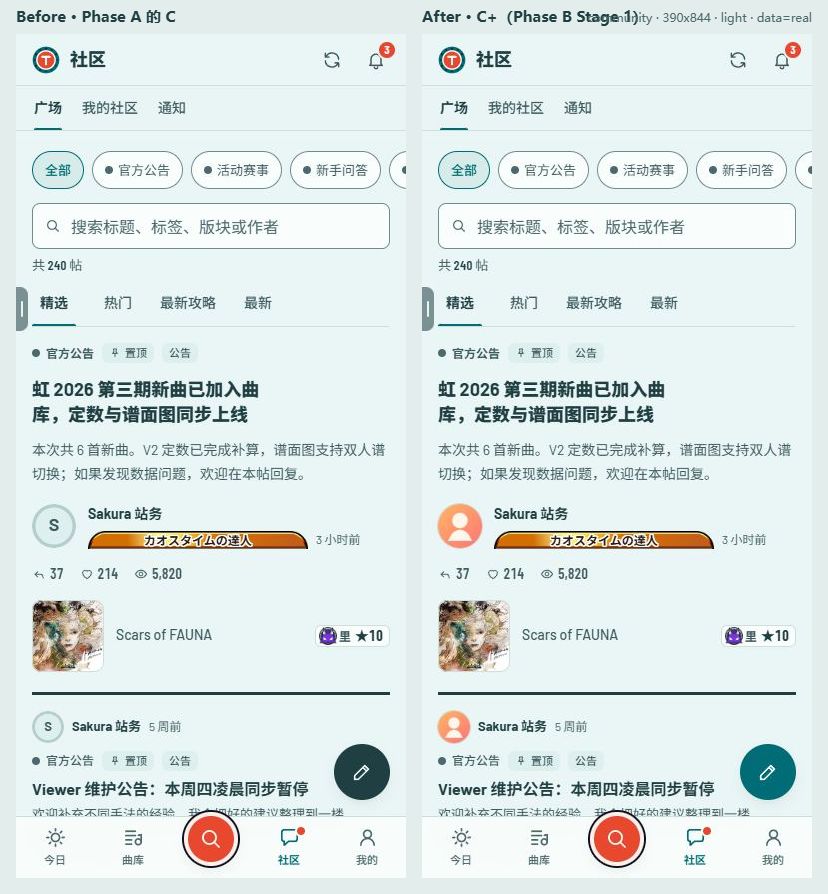 Before • Phase A 的 C
社区
3
广场 我的社区 通知
全部 官方公告 活动赛事 新手问答
搜索标题、标签、版块或作者
共 240 帖
精选 热门 最新攻略 最新
官方公告 置顶 公告
虹 2026 第三期新曲已加入曲
库，定数与谱面图同步上线
本次共 6 首新曲。V2 定数已完成补算，谱面图支持双人谱
切换；如果发现数据问题，欢迎在本帖回复。
S
Sakura 站务
カオスタイムの達人 3 小时前
37 214 5,820
Scars of FAUNA 里 ★10
S Sakura 站务 5 周前
官方公告 置顶 公告
Viewer 维护公告：本周四凌晨同步暂停
今日 曲库 社区 我的
After • C+（Phase B Stage 1） · 390x844 · light · data=real
社区
3
广场 我的社区 通知
全部 官方公告 活动赛事 新手问答
搜索标题、标签、版块或作者
共 240 帖
精选 热门 最新攻略 最新
官方公告 置顶 公告
虹 2026 第三期新曲已加入曲
库，定数与谱面图同步上线
本次共 6 首新曲。V2 定数已完成补算，谱面图支持双人谱
切换；如果发现数据问题，欢迎在本帖回复。
Sakura 站务
カオスタイムの達人 3 小时前
37 214 5,820
Scars of FAUNA 里 ★10
Sakura 站务 5 周前
官方公告 置顶 公告
Viewer 维护公告：本周四凌晨同步暂停
今日 曲库 社区 我的